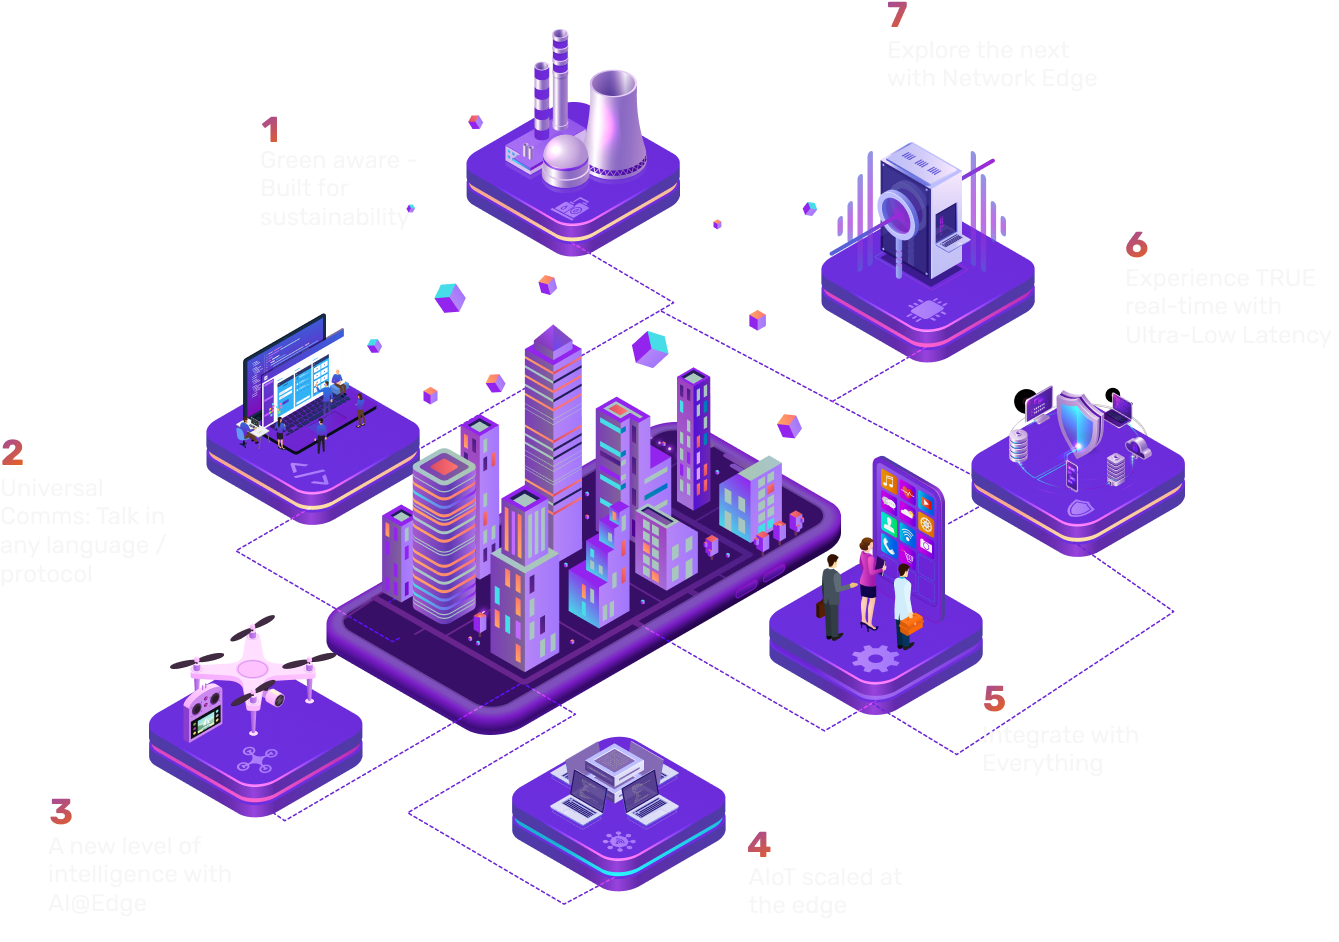 1
Green aware -
Built for
sustainability
2
Universal
Comms: Talk in
any language /
protocol
3
A new level of
intelligence with
AI@Edge
4
AIoT scaled at
the edge
5
Integrate with
Everything
6
Experience TRUE
real-time with
Ultra-Low Latency
7
Explore the next
with Network Edge